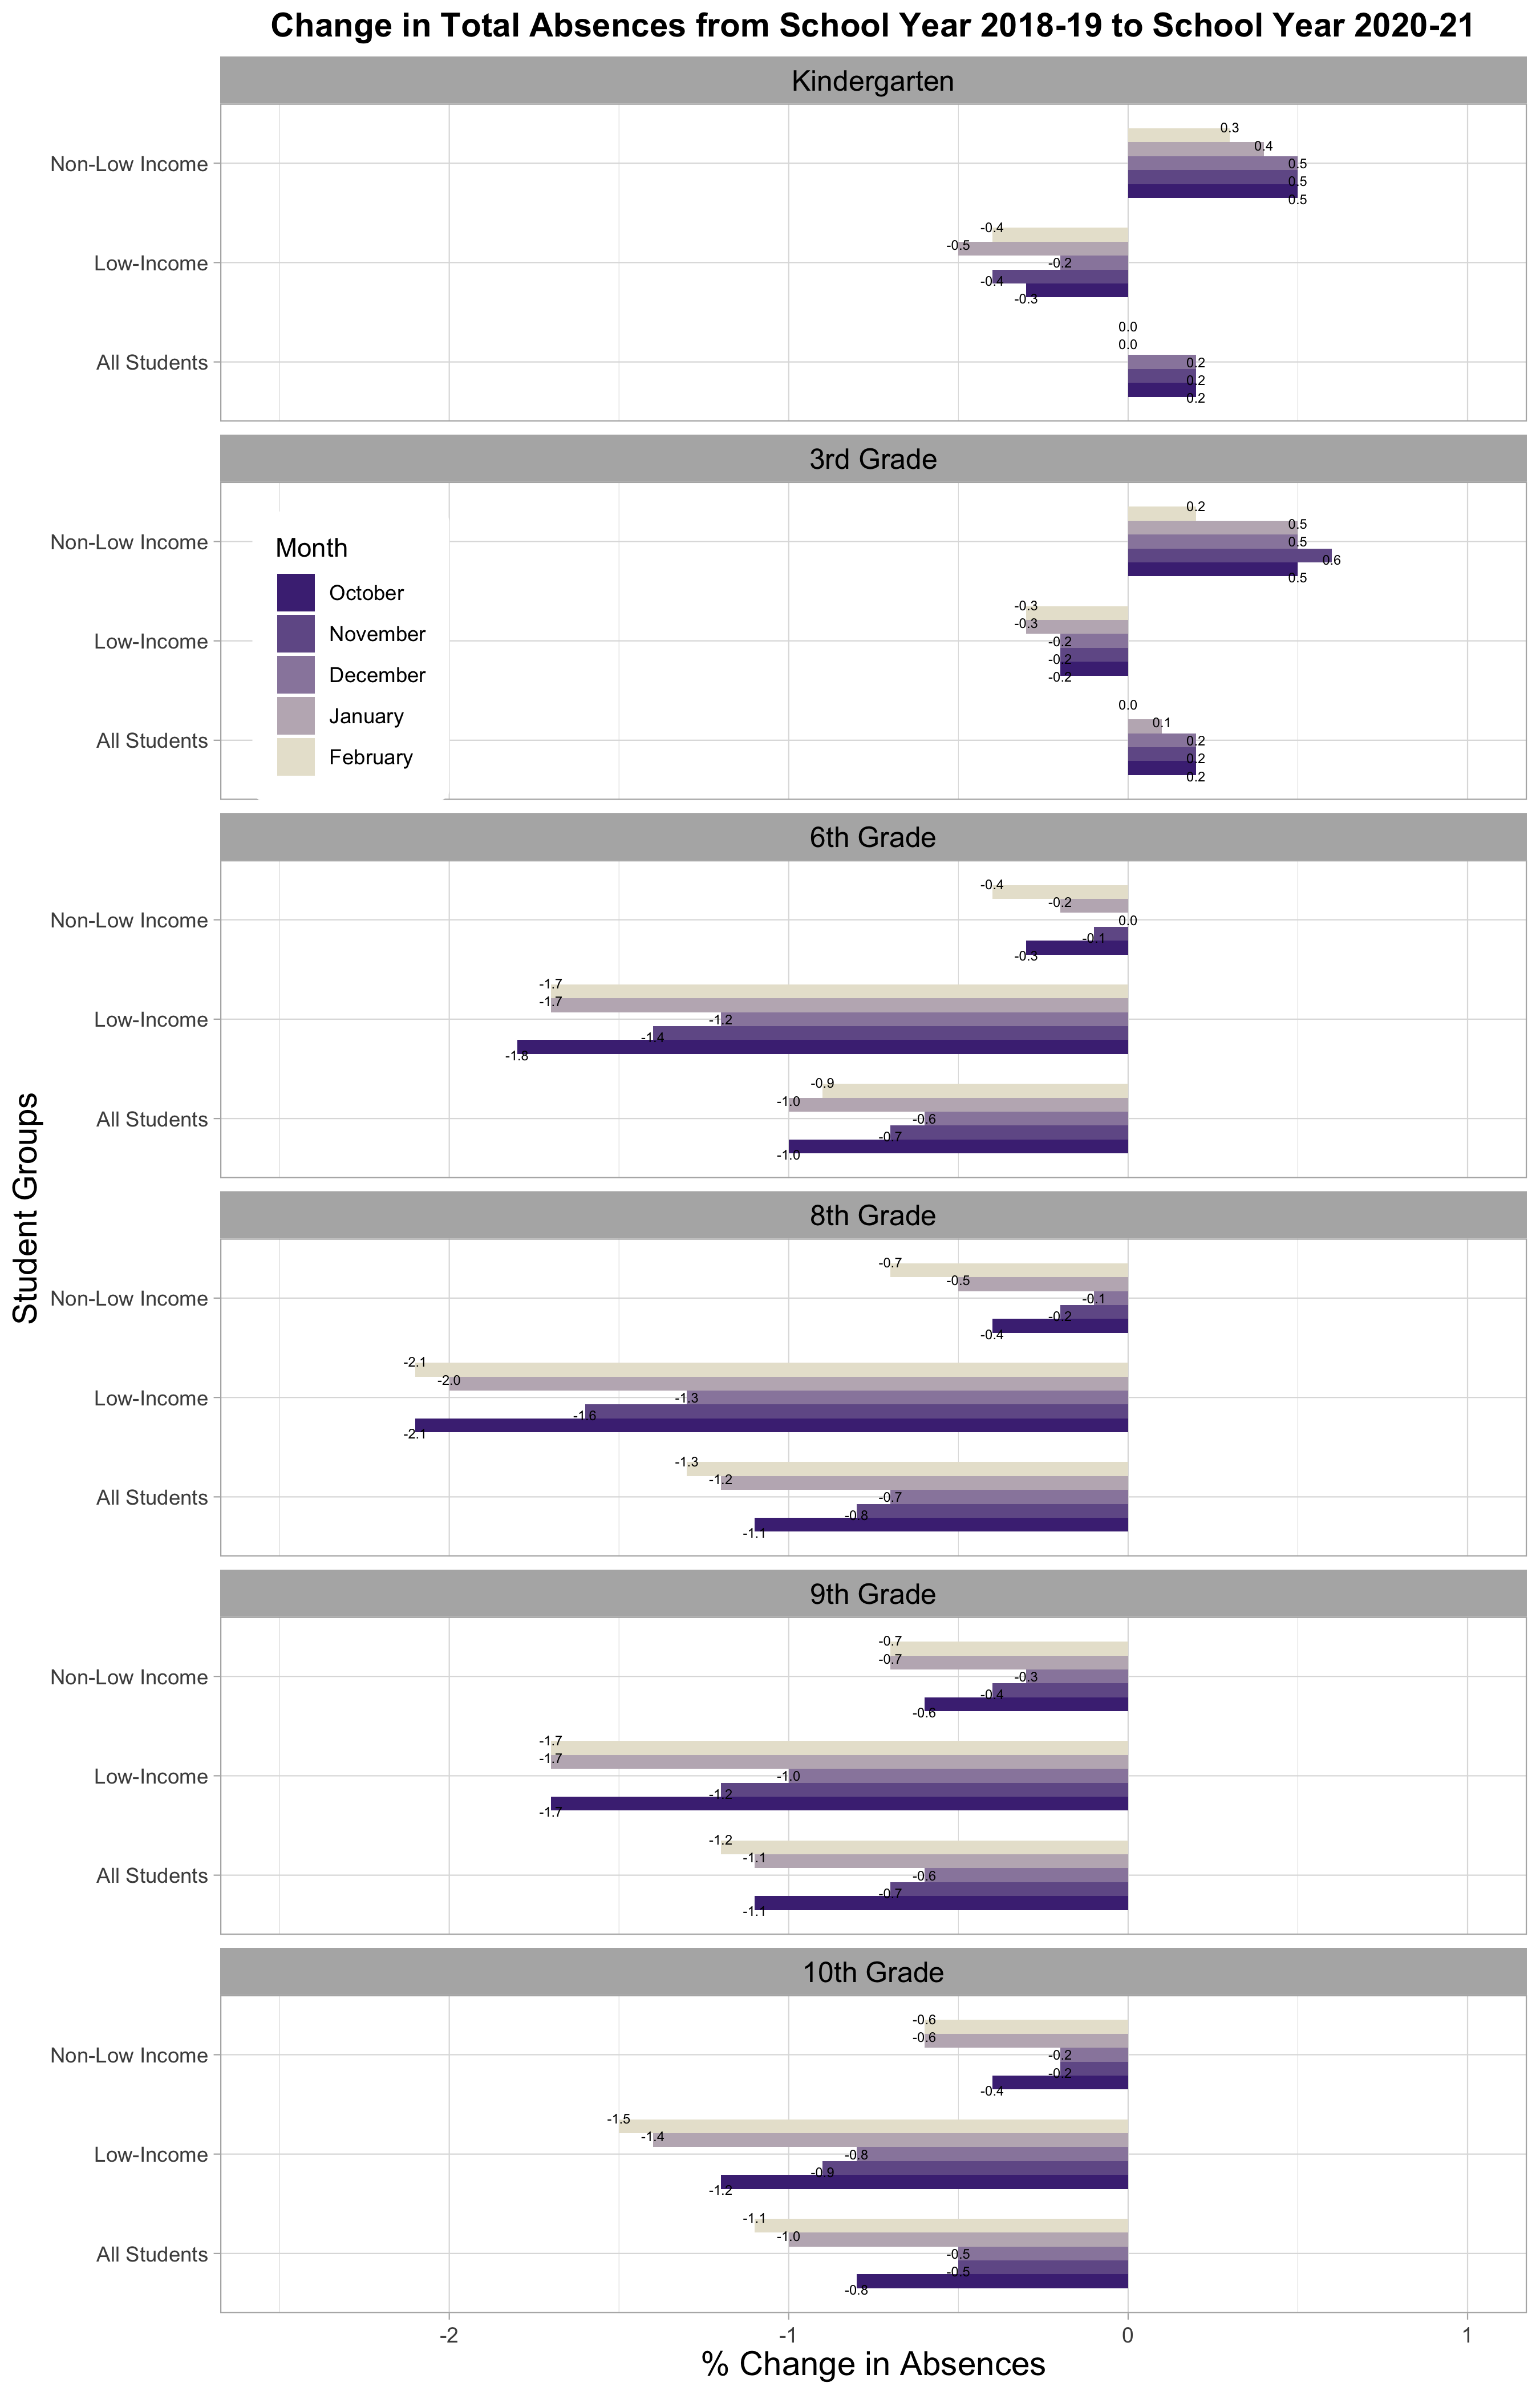 Change in Total Absences from School Year 2018-19 to School Year 2020-21
Kindergarten
Non-Low Income
0.3
0.4
0.5
0.5
0.5
Low-Income
-0.4
-0.5
-0.2
-0.4
-0.3
All Students
0.0
0.0
0.2
0.2
0.2
3rd Grade
Non-Low Income
0.2
0.5
0.5
0.6
0.5
Low-Income
-0.3
-0.3
-0.2
-0.2
-0.2
All Students
0.0
0.1
0.2
0.2
0.2
Month
October
November
December
January
February
6th Grade
Non-Low Income
-0.4
-0.2
0.0
-0.1
-0.3
Low-Income
-1.7
-1.7
-1.2
-1.4
-1.8
All Students
-0.9
-1.0
-0.6
-0.7
-1.0
Student Groups
8th Grade
Non-Low Income
-0.7
-0.5
-0.1
-0.2
-0.4
Low-Income
-2.1
-2.0
-1.3
-1.6
-2.1
All Students
-1.3
-1.2
-0.7
-0.8
-1.1
9th Grade
Non-Low Income
-0.7
-0.7
-0.3
-0.4
-0.6
Low-Income
-1.7
-1.7
-1.0
-1.2
-1.7
All Students
-1.2
-1.1
-0.6
-0.7
-1.1
10th Grade
Non-Low Income
-0.6
-0.6
-0.2
-0.2
-0.4
Low-Income
-1.5
-1.4
-0.8
-0.9
-1.2
All Students
-1.1
-1.0
-0.5
-0.5
-0.8
-2 -1 0 1
% Change in Absences